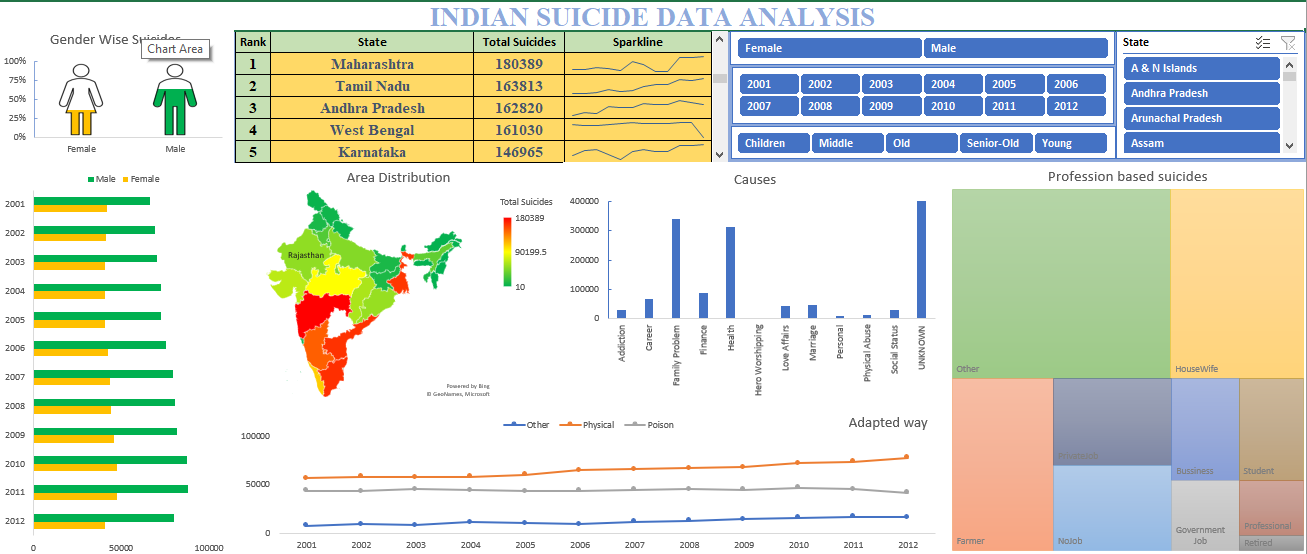 INDIAN SUICIDE DATA ANALYSIS
Gender Wise Suicides
Chart Area
100%
75%
50%
25%
0%
Female Male
Rank State Total Suicides Sparkline
1 Maharashtra 180389
2 Tamil Nadu 163813
3 Andhra Pradesh 162820
4 West Bengal 161030
5 Karnataka 146965
Female Male
2001 2002 2003 2004 2005 2006
2007 2008 2009 2010 2011 2012
Children Middle Old Senior-Old Young
State
A & N Islands
Andhra Pradesh
Arunachal Pradesh
Assam
Male Female
2001
2002
2003
2004
2005
2006
2007
2008
2009
2010
2011
2012
0 50000 100000
Area Distribution
Total Suicides
180389
90199.5
10
Rajasthan
Powered by Bing
© GeoNames, Microsoft
Causes
400000
300000
200000
100000
0
Addiction
Career
Family Problem
Finance
Health
Hero Worshipping
Love Affairs
Marriage
Personal
Physical Abuse
Social Status
UNKNOWN
Adapted way
Other Physical Poison
100000
50000
0
2001 2002 2003 2004 2005 2006 2007 2008 2009 2010 2011 2012
Profession based suicides
Other
HouseWife
Farmer
PrivateJob
NoJob
Bussiness
Student
Government
Job
Professional
Retired